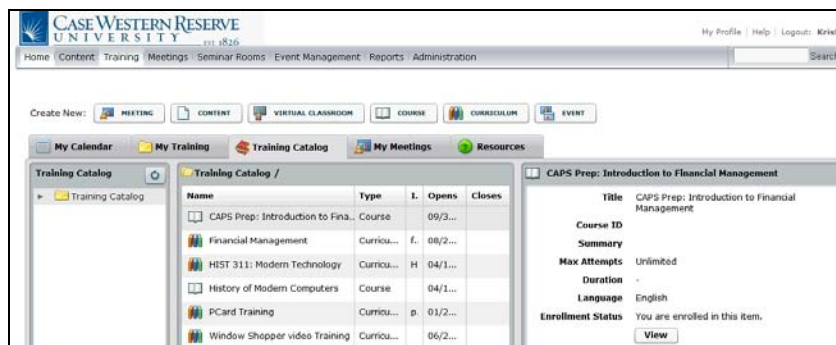 CASE WESTERN RESERVE
UNIVERSITY EST 1826
My Profile | Help | Logout:
Home Content Training Meetings Seminar Rooms Event Management Reports Administration
Search
Create New: MEETING CONTENT VIRTUAL CLASSROOM COURSE CURRICULUM EVENT
My Calendar My Training Training Catalog My Meetings Resources
Training Catalog
Training Catalog
Training Catalog /
Name Type I. Opens Closes
CAPS Prep: Introduction to Fina.. Course 09/3...
Financial Management Curricu... f.. 08/2...
HIST 311: Modern Technology Curricu... H 04/1...
History of Modern Computers Course 04/1...
PCard Training Curricu... p. 01/2...
Window Shopper video Training Curricu... 06/2...
CAPS Prep: Introduction to Financial Management
Title CAPS Prep: Introduction to Financial
Management
Course ID
Summary
Max Attempts Unlimited
Duration -
Language English
Enrollment Status You are enrolled in this item.
View